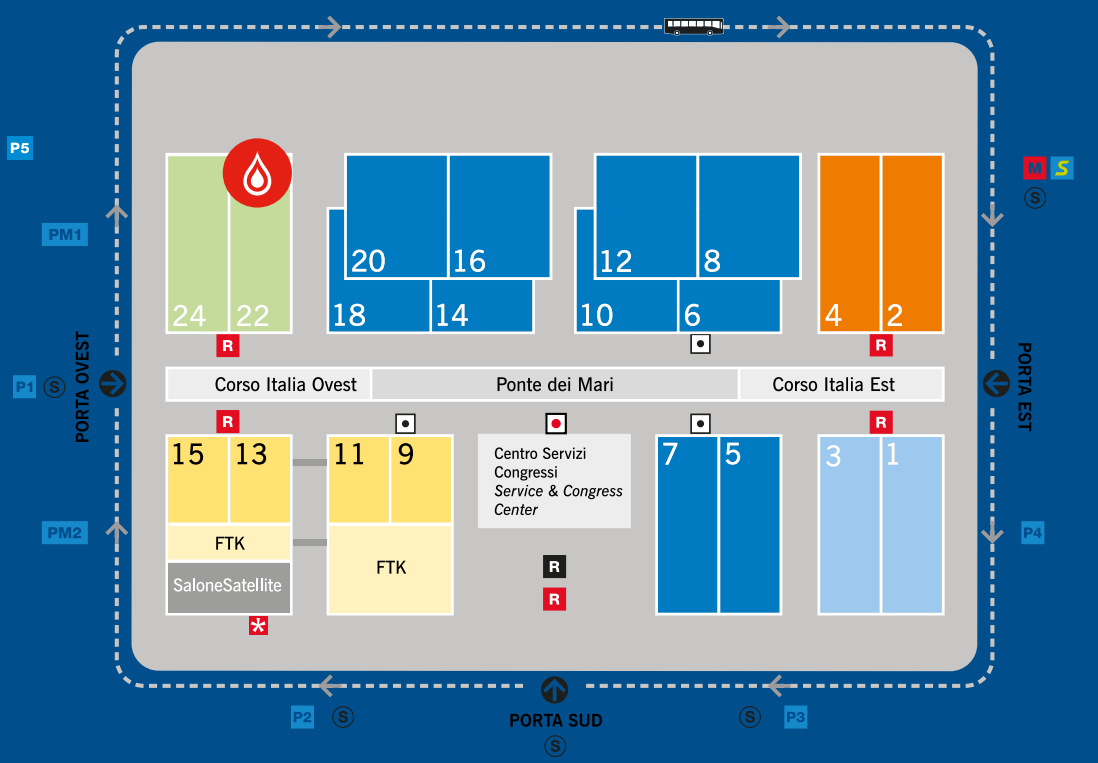 P5
M S
S
PM1
20 16
12 8
24 22
18 14
10 6
4 2
R
R
PORTA OVEST
P1 S
Corso Italia Ovest
Ponte dei Mari
Corso Italia Est
PORTA EST
R
R
15 13
11 9
Centro Servizi
Congressi
Service & Congress
Center
7 5
3 1
PM2
FTK
FTK
P4
SaloneSatellite
R
R
*
P2 S
PORTA SUD
S
S P3